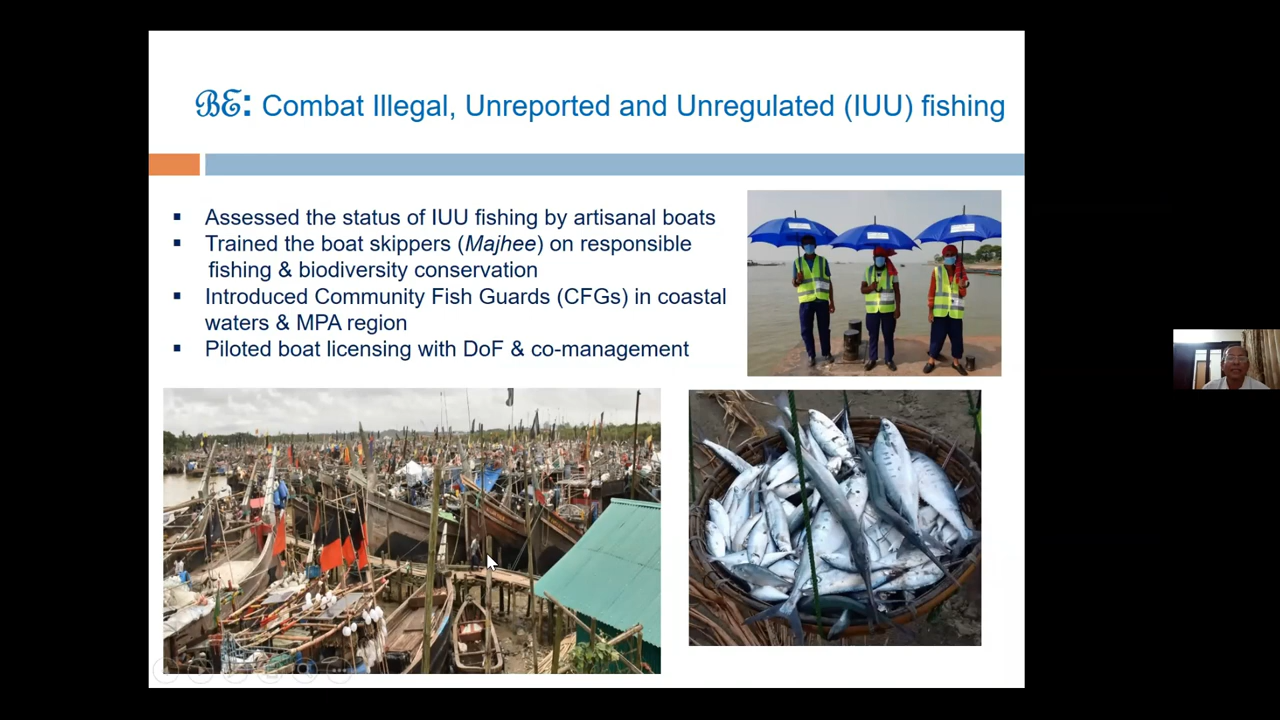 BE: Combat Illegal, Unreported and Unregulated (IUU) fishing
Assessed the status of IUU fishing by artisanal boats
Trained the boat skippers (Majhee) on responsible
fishing & biodiversity conservation
Introduced Community Fish Guards (CFGs) in coastal
waters & MPA region
Piloted boat licensing with DoF & co-management